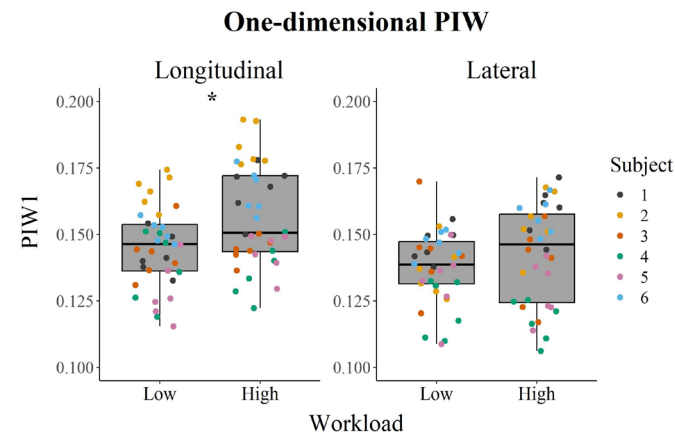 One-dimensional PIW
Longitudinal
Lateral
*
0.200
0.175
0.150
0.125
0.100
PIW1
Low
High
0.200
0.175
0.150
0.125
0.100
Low
High
Workload
Subject
1
2
3
4
5
6